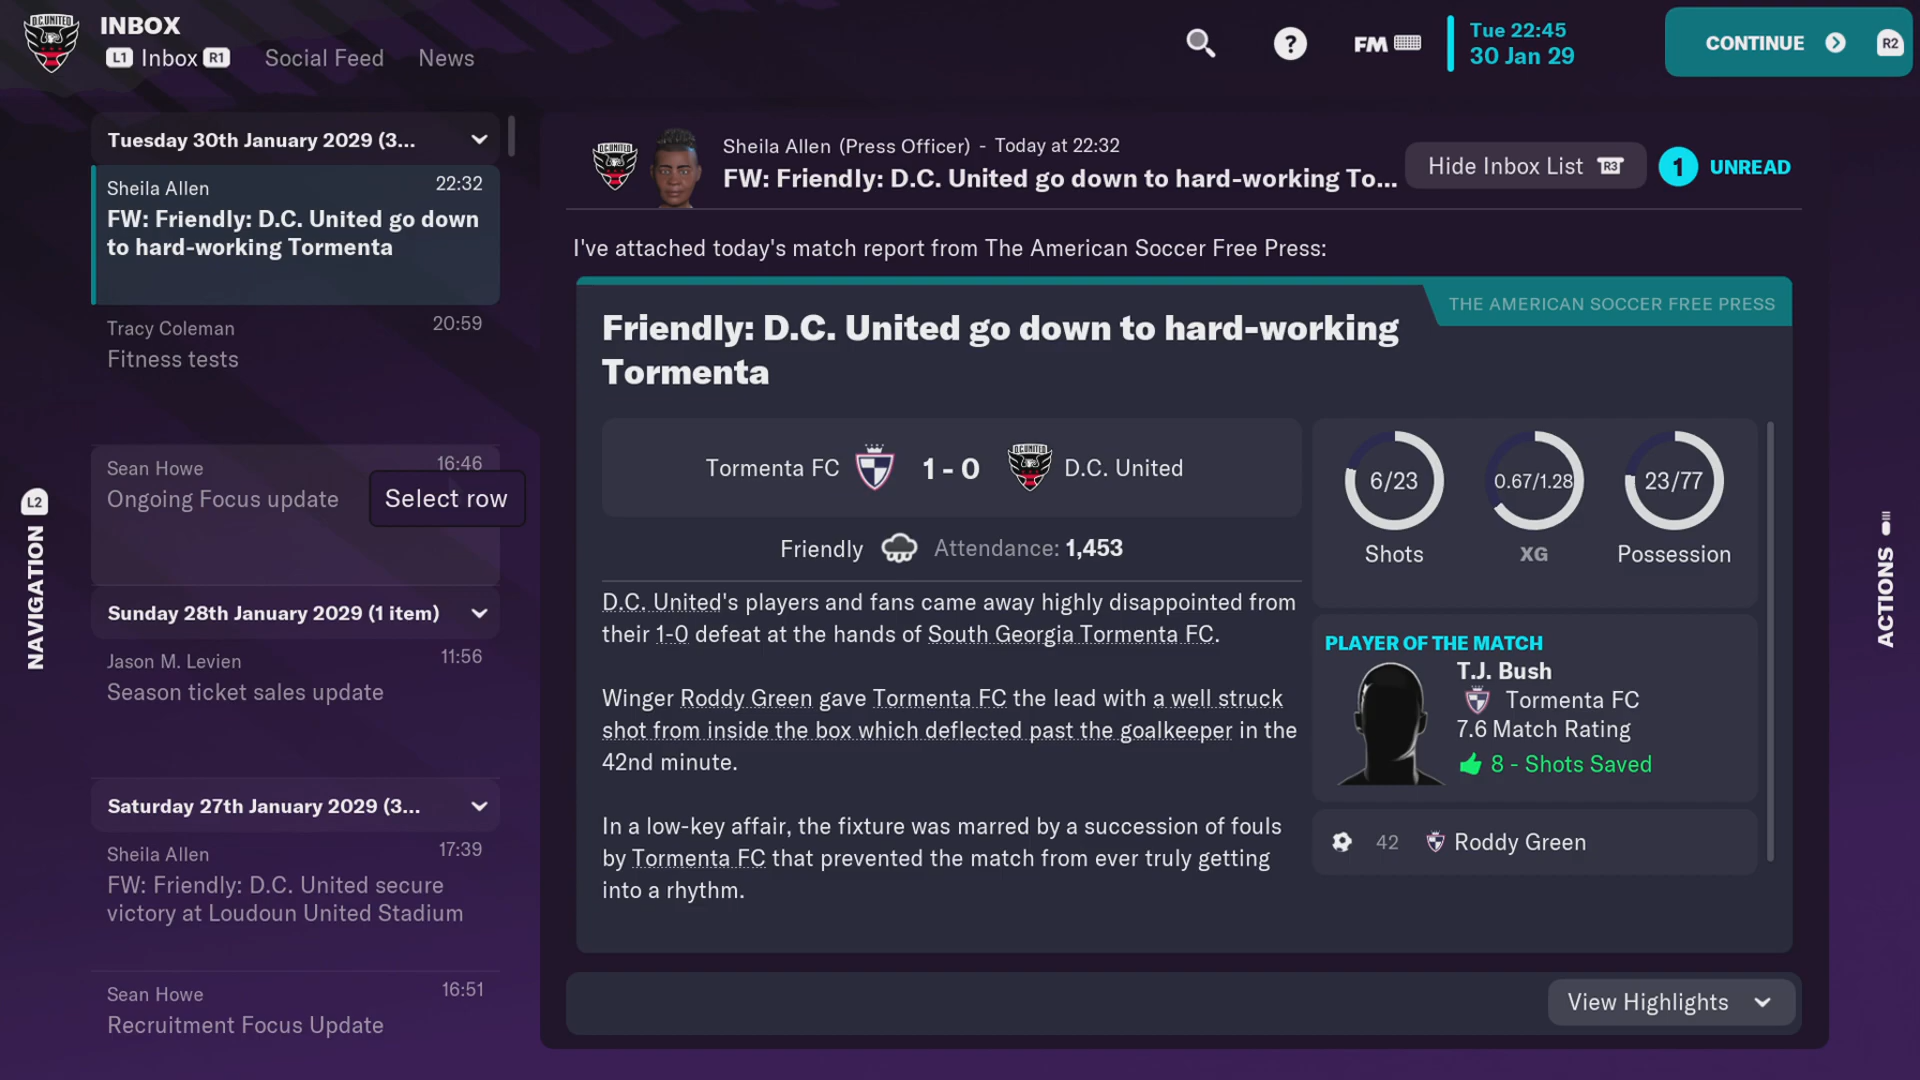 INBOX
L1 Inbox R1 Social Feed News
FM
Tue 22:45
30 Jan 29
CONTINUE R2
Tuesday 30th January 2029 (3...
Sheila Allen 22:32
FW: Friendly: D.C. United go down
to hard-working Tormenta
Tracy Coleman 20:59
Fitness tests
Sean Howe 16:46
Ongoing Focus update
Select row
Sunday 28th January 2029 (1 item)
Jason M. Levien 11:56
Season ticket sales update
Saturday 27th January 2029 (3...
Sheila Allen 17:39
FW: Friendly: D.C. United secure
victory at Loudoun United Stadium
Sean Howe 16:51
Recruitment Focus Update
L2
NAVIGATION
Sheila Allen (Press Officer) - Today at 22:32
FW: Friendly: D.C. United go down to hard-working To...
Hide Inbox List R3
1 UNREAD
I've attached today's match report from The American Soccer Free Press:
THE AMERICAN SOCCER FREE PRESS
Friendly: D.C. United go down to hard-working
Tormenta
Tormenta FC 1 - 0 D.C. United
Friendly Attendance: 1,453
D.C. United's players and fans came away highly disappointed from
their 1-0 defeat at the hands of South Georgia Tormenta FC.
Winger Roddy Green gave Tormenta FC the lead with a well struck
shot from inside the box which deflected past the goalkeeper in the
42nd minute.
In a low-key affair, the fixture was marred by a succession of fouls
by Tormenta FC that prevented the match from ever truly getting
into a rhythm.
6/23 0.67/1.28 23/77
Shots XG Possession
PLAYER OF THE MATCH
T.J. Bush
Tormenta FC
7.6 Match Rating
8 - Shots Saved
42 Roddy Green
View Highlights
ACTIONS